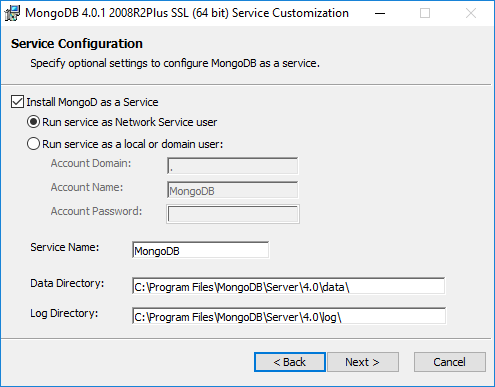 MongoDB 4.0.1 2008R2Plus SSL (64 bit) Service Customization
Service Configuration
Specify optional settings to configure MongoDB as a service.
Install MongoD as a Service
Run service as Network Service user
Run service as a local or domain user:
Account Domain: .
Account Name: MongoDB
Account Password:
Service Name: MongoDB
Data Directory: C:\Program Files\MongoDB\Server\4.0\data\
Log Directory: C:\Program Files\MongoDB\Server\4.0\log\
< Back Next > Cancel